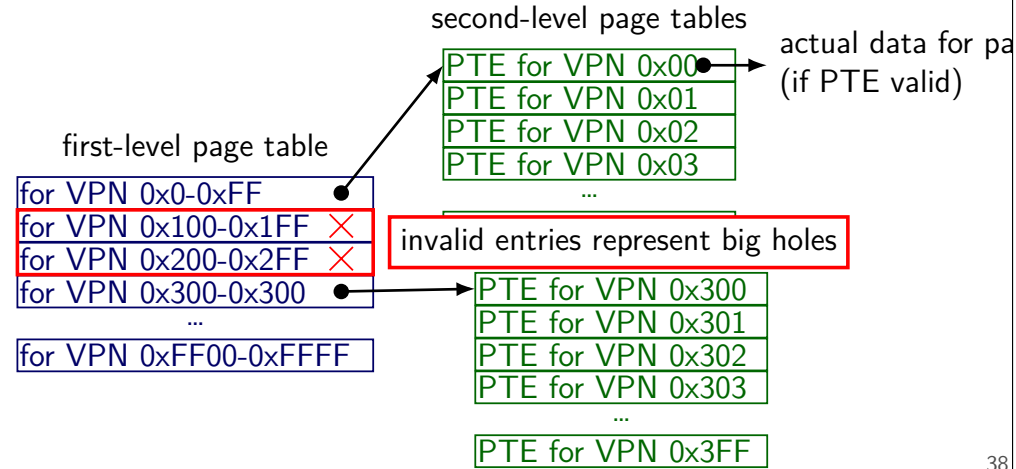 second-level page tables
actual data for pa
(if PTE valid)
PTE for VPN 0x00
PTE for VPN 0x01
PTE for VPN 0x02
PTE for VPN 0x03
...
first-level page table
for VPN 0x0-0xFF
for VPN 0x100-0x1FF
for VPN 0x200-0x2FF
for VPN 0x300-0x300
...
for VPN 0xFF00-0xFFFF
invalid entries represent big holes
PTE for VPN 0x300
PTE for VPN 0x301
PTE for VPN 0x302
PTE for VPN 0x303
...
PTE for VPN 0x3FF
38